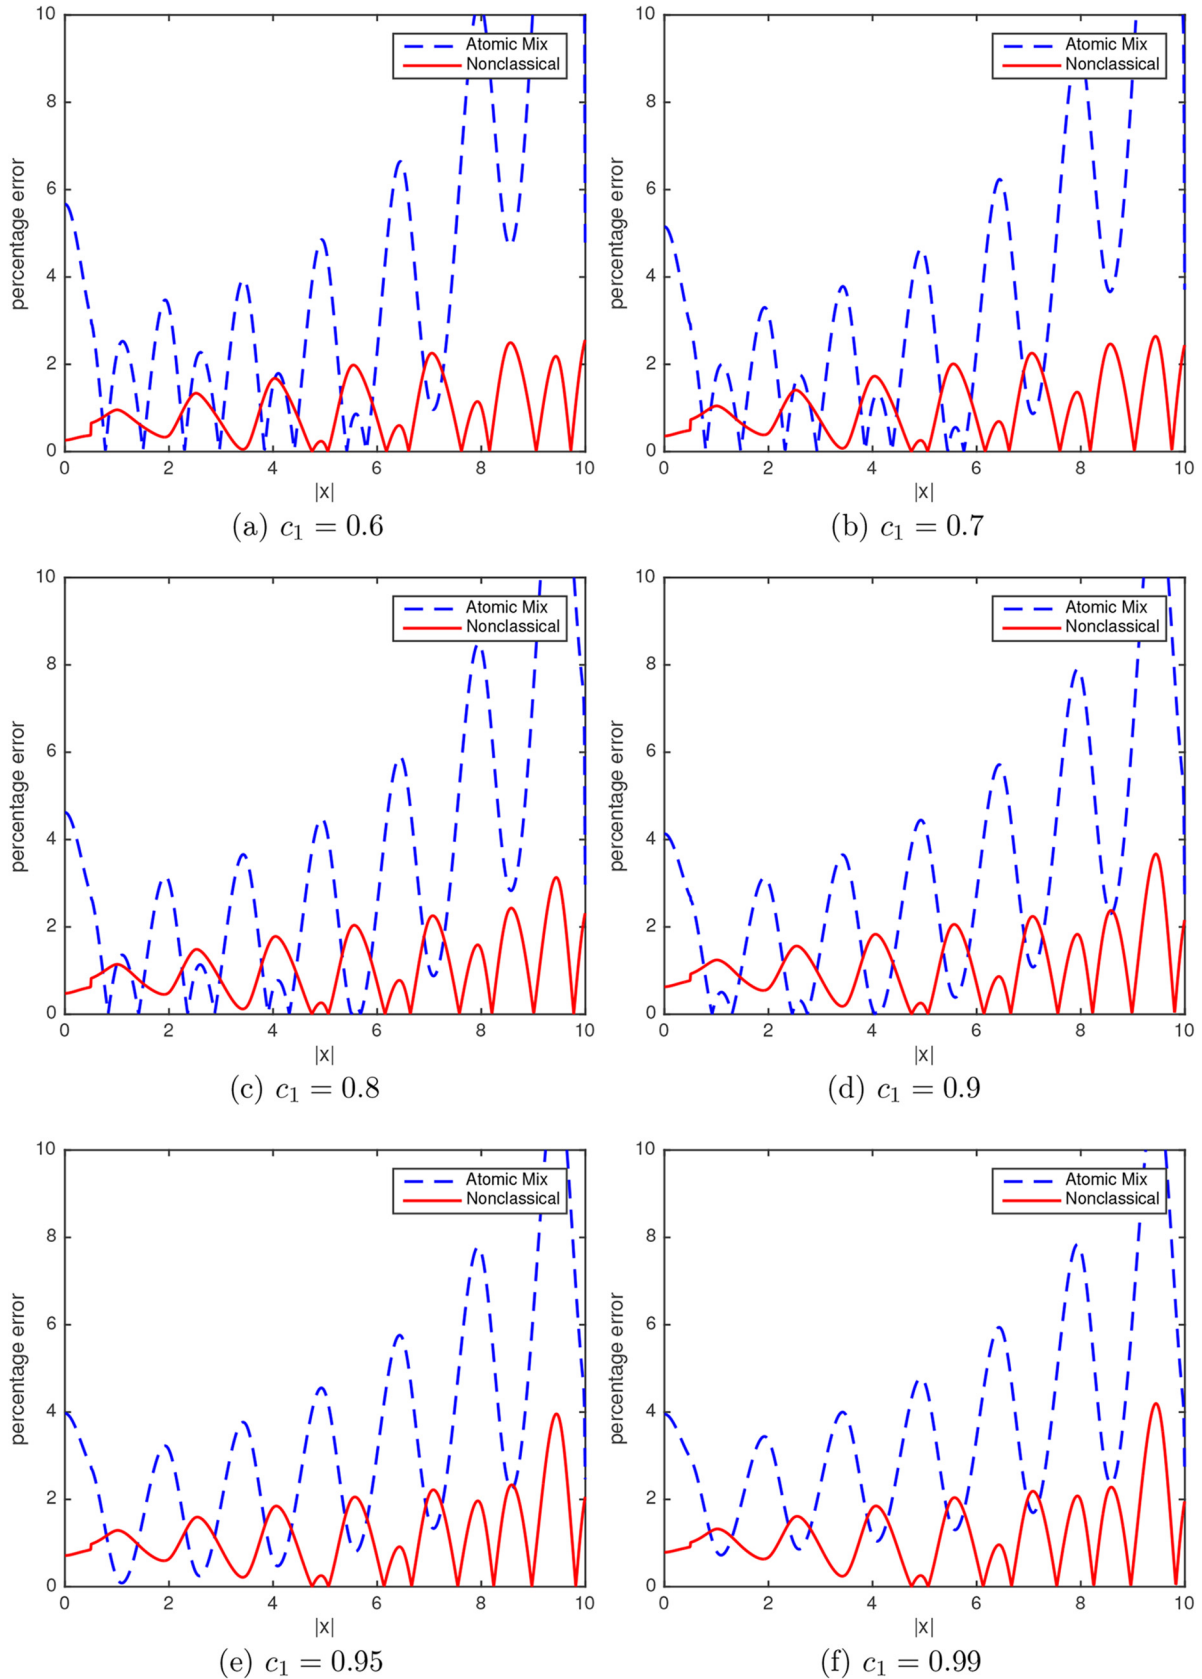 10
8
6
4
2
0
percentage error
Atomic Mix
Nonclassical
0 2 4 6 8 10
|x|
(a) c₁ = 0.6
10
8
6
4
2
0
percentage error
Atomic Mix
Nonclassical
0 2 4 6 8 10
|x|
(b) c₁ = 0.7
10
8
6
4
2
0
percentage error
Atomic Mix
Nonclassical
0 2 4 6 8 10
|x|
(c) c₁ = 0.8
10
8
6
4
2
0
percentage error
Atomic Mix
Nonclassical
0 2 4 6 8 10
|x|
(d) c₁ = 0.9
10
8
6
4
2
0
percentage error
Atomic Mix
Nonclassical
0 2 4 6 8 10
|x|
(e) c₁ = 0.95
10
8
6
4
2
0
percentage error
Atomic Mix
Nonclassical
0 2 4 6 8 10
|x|
(f) c₁ = 0.99